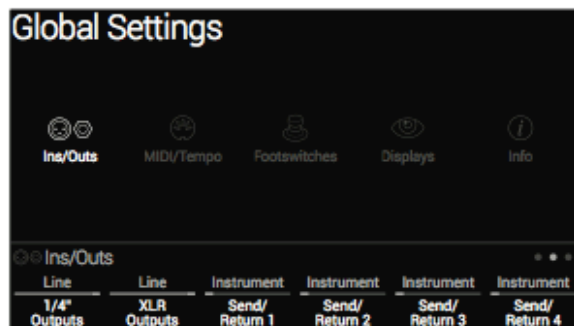 Global Settings
Ins/Outs MIDI/Tempo Footswitches Displays Info
Ins/Outs
Line Line Instrument Instrument Instrument Instrument
1/4" XLR Send/ Send/ Send/ Send/
Outputs Outputs Return 1 Return 2 Return 3 Return 4